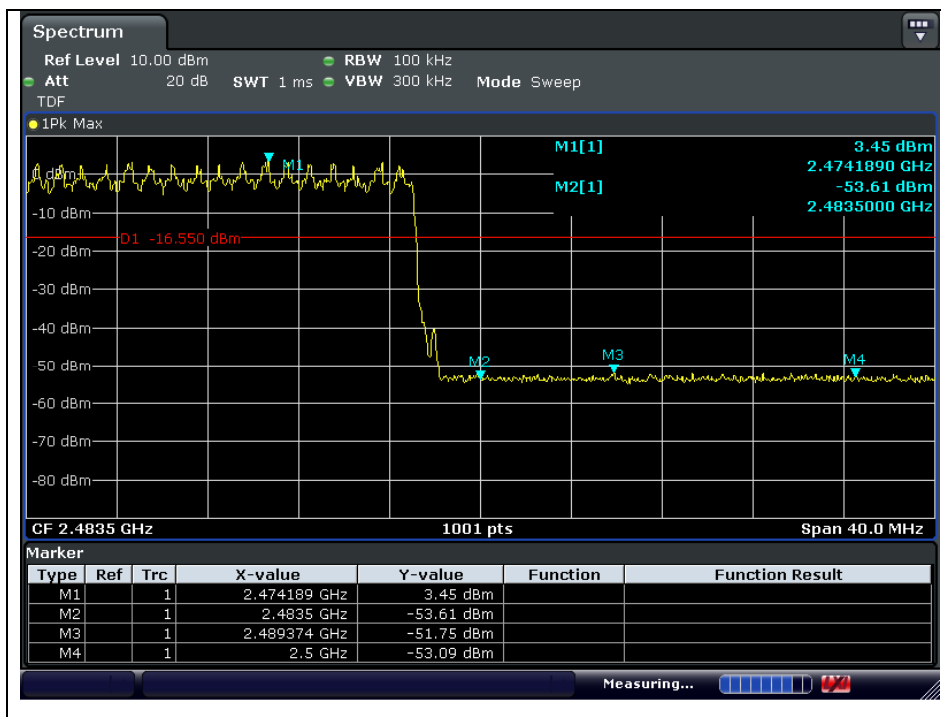 Spectrum
Ref Level 10.00 dBm RBW 100 kHz
Att 20 dB SWT 1 ms VBW 300 kHz Mode Sweep
TDF
1Pk Max
M1[1] 3.45 dBm
2.4741890 GHz
M2[1] -53.61 dBm
2.4835000 GHz
M1
0 dBm
-10 dBm
D1 -16.550 dBm
-20 dBm
-30 dBm
-40 dBm
M2 M3 M4
50 dBm
-60 dBm
-70 dBm
-80 dBm
CF 2.4835 GHz 1001 pts Span 40.0 MHz
Marker
Type Ref Trc X-value Y-value Function Function Result
M1 1 2.474189 GHz 3.45 dBm
M2 1 2.4835 GHz -53.61 dBm
M3 1 2.489374 GHz -51.75 dBm
M4 1 2.5 GHz -53.09 dBm
Measuring...